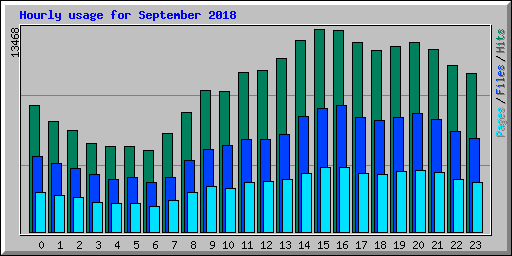 Hourly usage for September 2018
13468
Pages/Files/Hits
0 1 2 3 4 5 6 7 8 9 10 11 12 13 14 15 16 17 18 19 20 21 22 23